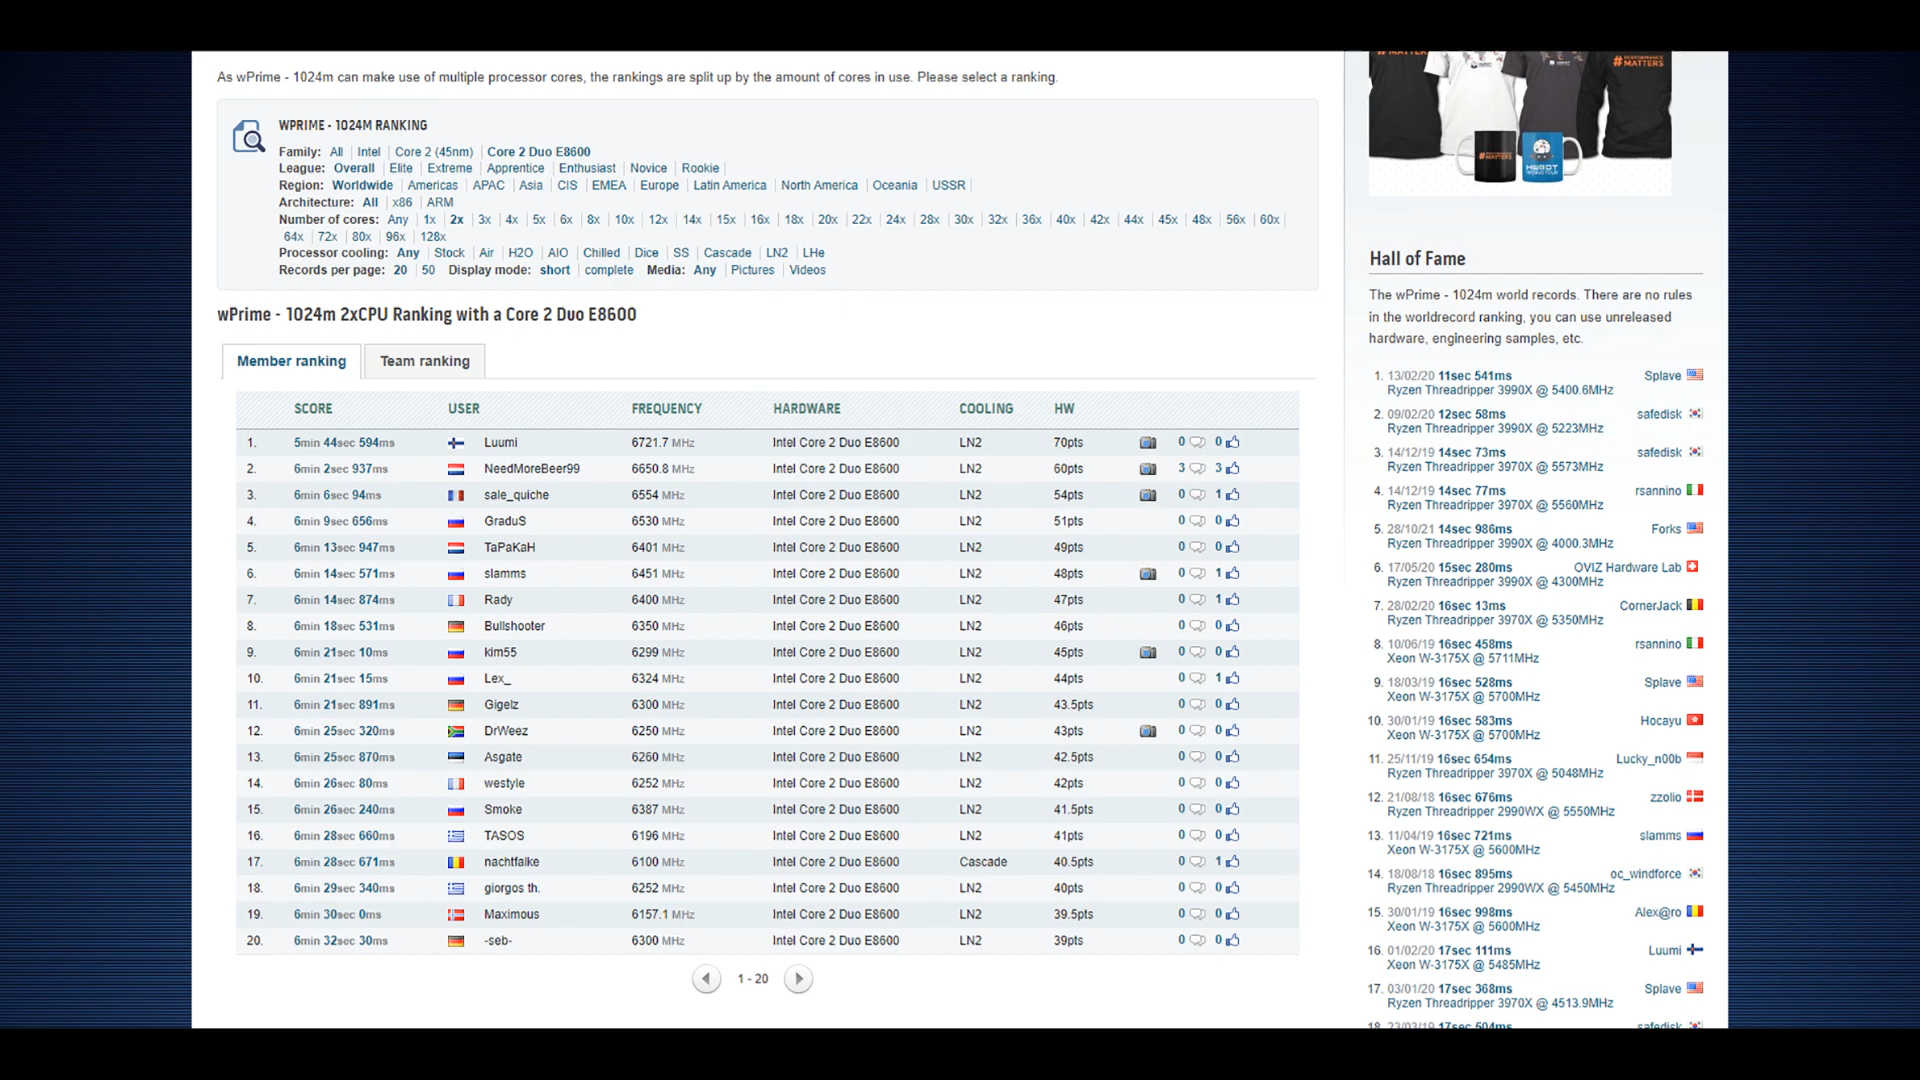 As wPrime - 1024m can make use of multiple processor cores, the rankings are split up by the amount of cores in use. Please select a ranking.
WPRIME - 1024M RANKING
Family: All Intel Core 2 (45nm) Core 2 Duo E8600
League: Overall Elite Extreme Apprentice Enthusiast Novice Rookie
Region: Worldwide Americas APAC Asia CIS EMEA Europe Latin America North America Oceania USSR
Architecture: All x86 ARM
Number of cores: Any 1x 2x 3x 4x 5x 6x 8x 10x 12x 14x 15x 16x 18x 20x 22x 24x 28x 30x 32x 36x 40x 42x 44x 45x 48x 56x 60x
64x 72x 80x 96x 128x
Processor cooling: Any Stock Air H2O AIO Chilled Dice SS Cascade LN2 LHe
Records per page: 20 50 Display mode: short complete Media: Any Pictures Videos
wPrime - 1024m 2xCPU Ranking with a Core 2 Duo E8600
Member ranking Team ranking
SCORE USER FREQUENCY HARDWARE COOLING HW
1. 5min 44sec 594ms Luumi 6721.7 MHz Intel Core 2 Duo E8600 LN2 70pts 0 0
2. 6min 2sec 937ms NeedMoreBeer99 6650.8 MHz Intel Core 2 Duo E8600 LN2 60pts 3 3
3. 6min 6sec 94ms sale_quiche 6554 MHz Intel Core 2 Duo E8600 LN2 54pts 0 1
4. 6min 9sec 656ms GraduS 6530 MHz Intel Core 2 Duo E8600 LN2 51pts 0 0
5. 6min 13sec 947ms TaPaKaH 6401 MHz Intel Core 2 Duo E8600 LN2 49pts 0 0
6. 6min 14sec 571ms slamms 6451 MHz Intel Core 2 Duo E8600 LN2 48pts 0 1
7. 6min 14sec 874ms Rady 6400 MHz Intel Core 2 Duo E8600 LN2 47pts 0 1
8. 6min 18sec 531ms Bullshooter 6350 MHz Intel Core 2 Duo E8600 LN2 46pts 0 0
9. 6min 21sec 10ms kim55 6299 MHz Intel Core 2 Duo E8600 LN2 45pts 0 0
10. 6min 21sec 15ms Lex_ 6324 MHz Intel Core 2 Duo E8600 LN2 44pts 0 1
11. 6min 21sec 891ms Gigelz 6300 MHz Intel Core 2 Duo E8600 LN2 43.5pts 0 0
12. 6min 25sec 320ms DrWeez 6250 MHz Intel Core 2 Duo E8600 LN2 43pts 0 0
13. 6min 25sec 870ms Asgate 6260 MHz Intel Core 2 Duo E8600 LN2 42.5pts 0 0
14. 6min 26sec 80ms westyle 6252 MHz Intel Core 2 Duo E8600 LN2 42pts 0 0
15. 6min 26sec 240ms Smoke 6387 MHz Intel Core 2 Duo E8600 LN2 41.5pts 0 0
16. 6min 28sec 660ms TASOS 6196 MHz Intel Core 2 Duo E8600 LN2 41pts 0 0
17. 6min 28sec 671ms nachtfalke 6100 MHz Intel Core 2 Duo E8600 Cascade 40.5pts 0 1
18. 6min 29sec 340ms giorgos th. 6252 MHz Intel Core 2 Duo E8600 LN2 40pts 0 0
19. 6min 30sec 0ms Maximous 6157.1 MHz Intel Core 2 Duo E8600 LN2 39.5pts 0 0
20. 6min 32sec 30ms -seb- 6300 MHz Intel Core 2 Duo E8600 LN2 39pts 0 0
1 - 20
#MATTERS
#PERFORMANCE MATTERS
HWBOT
WORLD TOUR
Hall of Fame
The wPrime - 1024m world records. There are no rules
in the worldrecord ranking, you can use unreleased
hardware, engineering samples, etc.
1. 13/02/20 11sec 541ms Splave
Ryzen Threadripper 3990X @ 5400.6MHz
2. 09/02/20 12sec 58ms safedisk
Ryzen Threadripper 3990X @ 5223MHz
3. 14/12/19 14sec 73ms safedisk
Ryzen Threadripper 3970X @ 5573MHz
4. 14/12/19 14sec 77ms rsannino
Ryzen Threadripper 3970X @ 5560MHz
5. 28/10/21 14sec 986ms Forks
Ryzen Threadripper 3990X @ 4000.3MHz
6. 17/05/20 15sec 280ms OVIZ Hardware Lab
Ryzen Threadripper 3990X @ 4300MHz
7. 28/02/20 16sec 13ms CornerJack
Ryzen Threadripper 3970X @ 5350MHz
8. 10/06/19 16sec 458ms rsannino
Xeon W-3175X @ 5711MHz
9. 18/03/19 16sec 528ms Splave
Xeon W-3175X @ 5700MHz
10. 30/01/19 16sec 583ms Hocayu
Xeon W-3175X @ 5700MHz
11. 25/11/19 16sec 654ms Lucky_n00b
Ryzen Threadripper 3970X @ 5048MHz
12. 21/08/18 16sec 676ms zzolio
Ryzen Threadripper 2990WX @ 5550MHz
13. 11/04/19 16sec 721ms slamms
Xeon W-3175X @ 5600MHz
14. 18/08/18 16sec 895ms oc_windforce
Ryzen Threadripper 2990WX @ 5450MHz
15. 30/01/19 16sec 998ms Alex@ro
Xeon W-3175X @ 5600MHz
16. 01/02/20 17sec 111ms Luumi
Xeon W-3175X @ 5485MHz
17. 03/01/20 17sec 368ms Splave
Ryzen Threadripper 3970X @ 4513.9MHz
18. 23/03/19 17sec 504ms safedisk